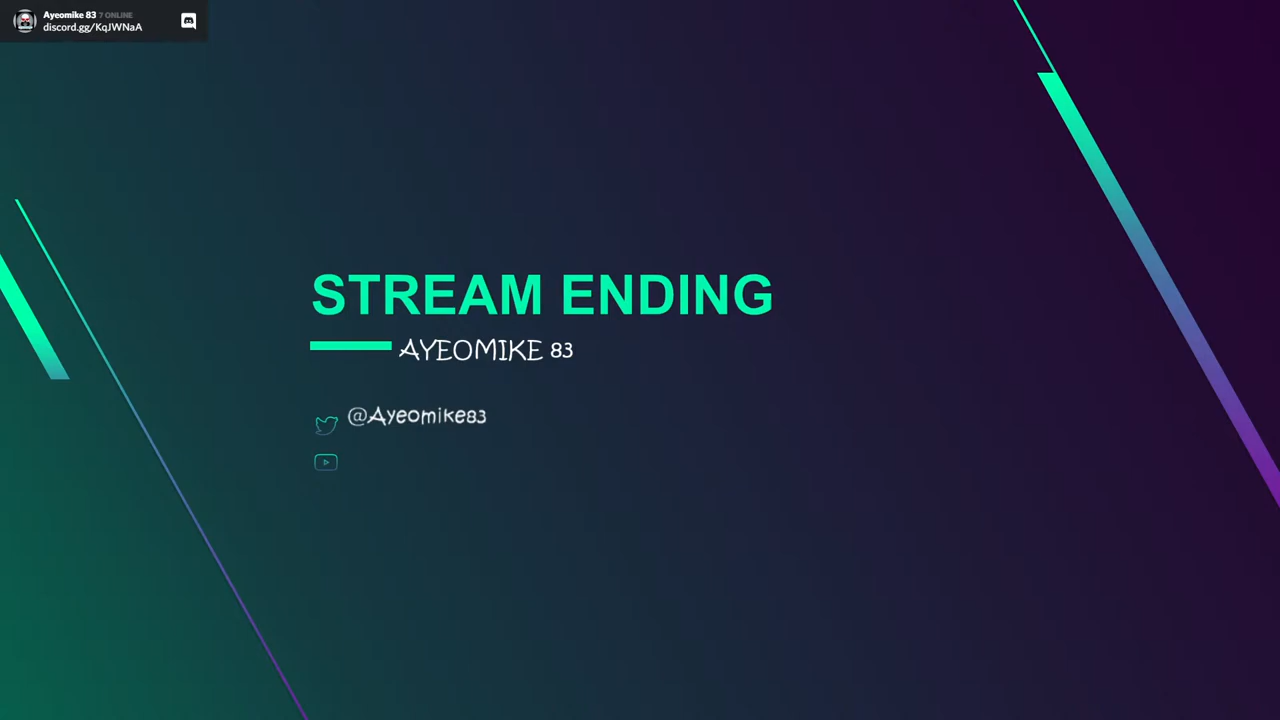 Ayeomike 83 7 ONLINE
discord.gg/KqJWNaA
STREAM ENDING
AYEOMIKE 83
@Ayeomike83